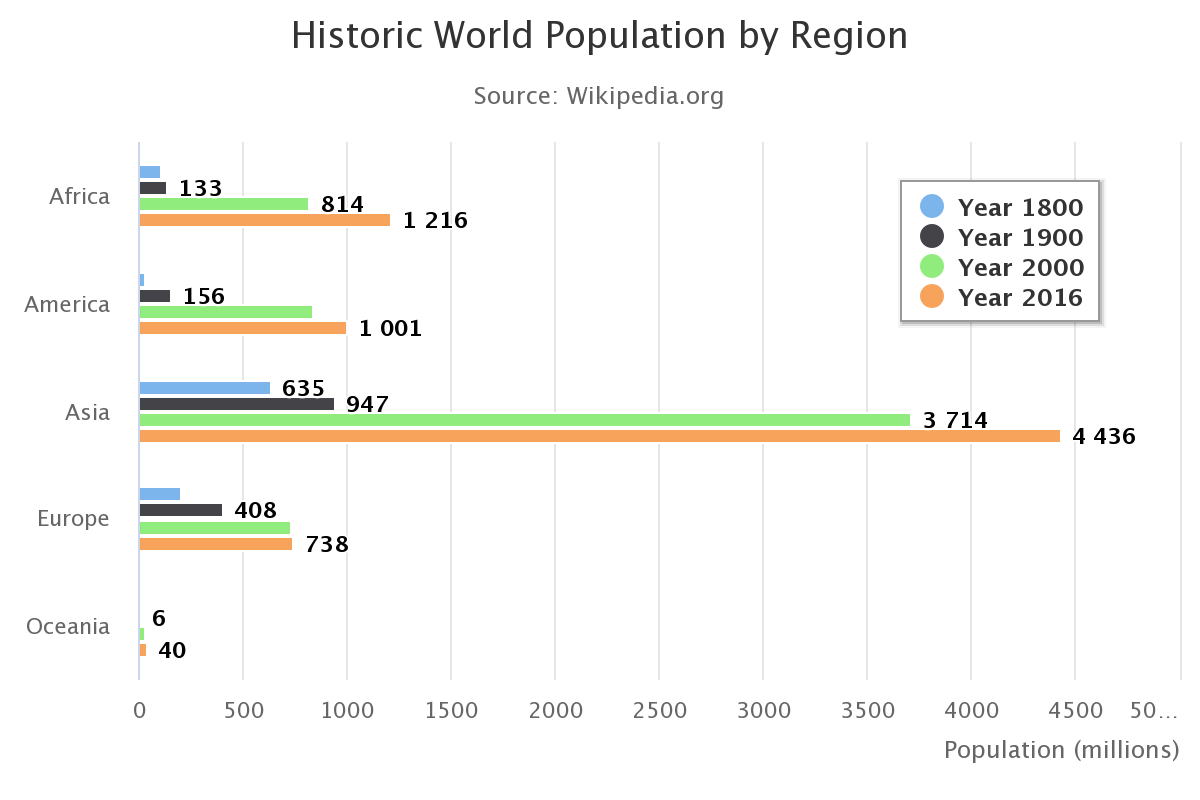 Historic World Population by Region
Source: Wikipedia.org
Africa
133
814
1 216
Year 1800
Year 1900
Year 2000
Year 2016
America
156
1 001
Asia
635
947
3 714
4 436
Europe
408
738
Oceania
6
40
0 500 1000 1500 2000 2500 3000 3500 4000 4500 50...
Population (millions)